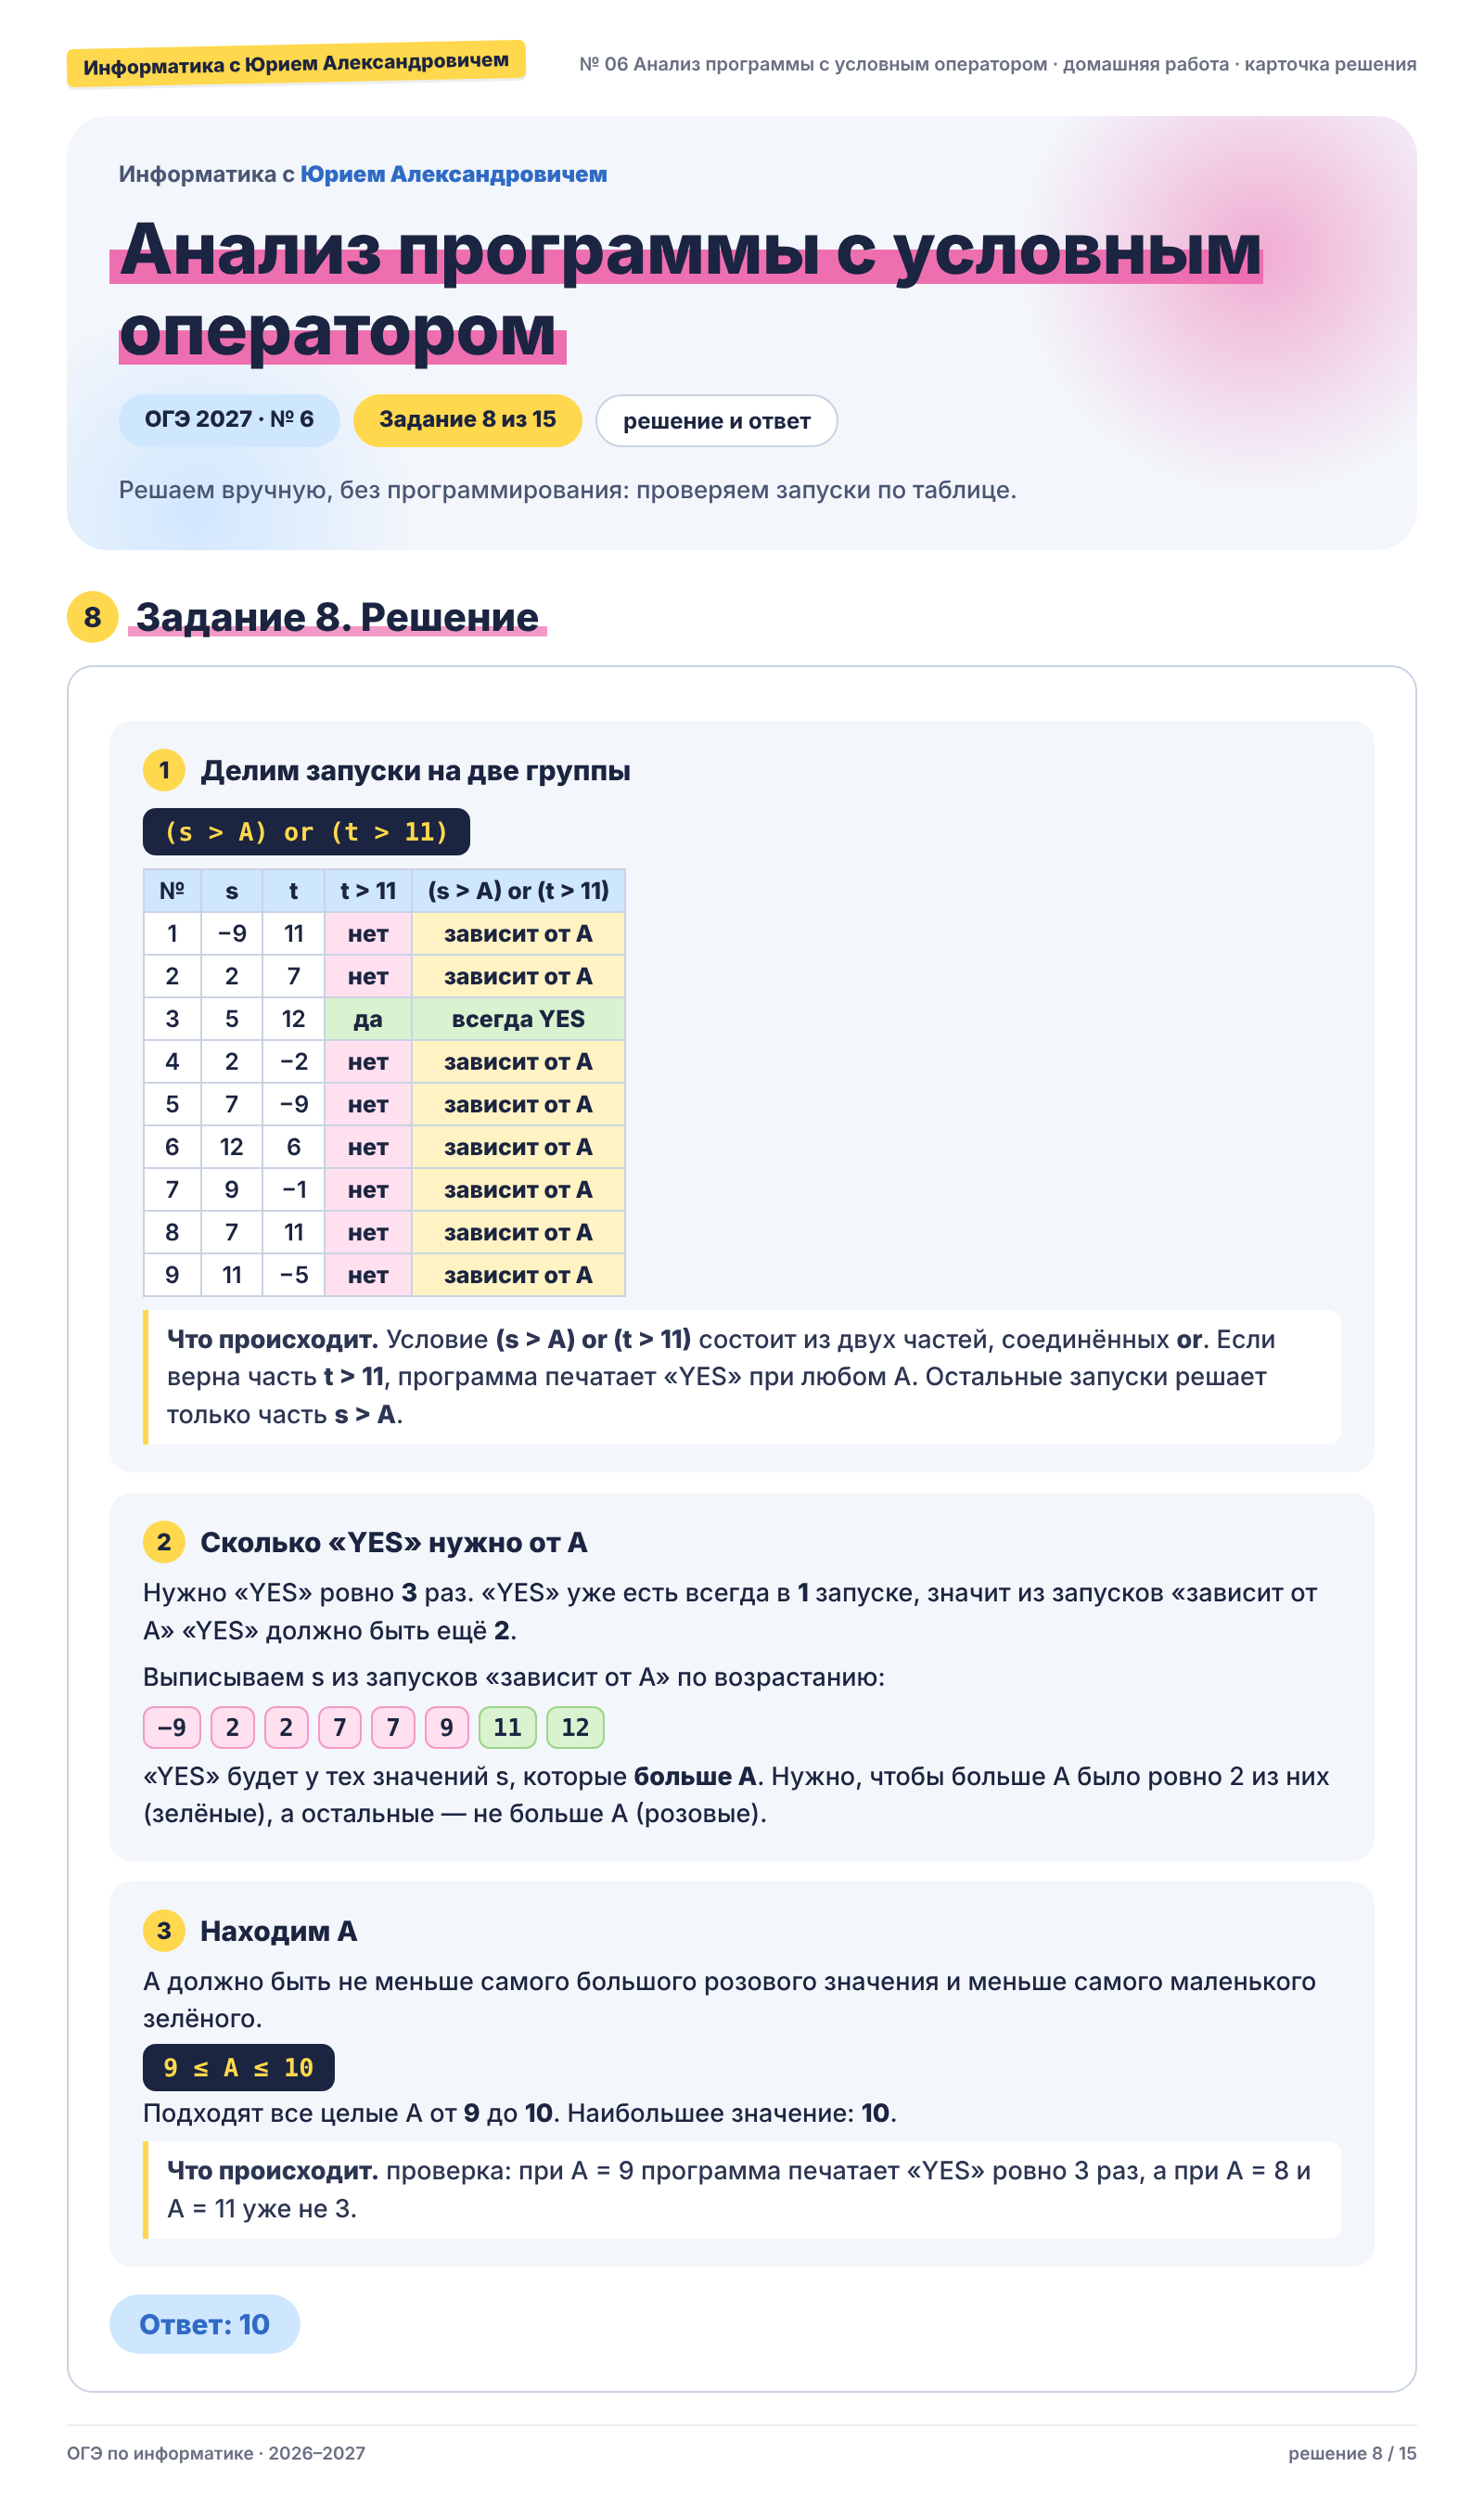 Информатика с Юрием Александровичем
№ 06 Анализ программы с условным оператором · домашняя работа · карточка решения
Информатика с Юрием Александровичем
Анализ программы с условным
оператором
ОГЭ 2027 · № 6
Задание 8 из 15
решение и ответ
Решаем вручную, без программирования: проверяем запуски по таблице.
8 Задание 8. Решение
1 Делим запуски на две группы
(s > A) or (t > 11)
№ s t t > 11 (s > A) or (t > 11)
1 −9 11 нет зависит от A
2 2 7 нет зависит от A
3 5 12 да всегда YES
4 2 −2 нет зависит от A
5 7 −9 нет зависит от A
6 12 6 нет зависит от A
7 9 −1 нет зависит от A
8 7 11 нет зависит от A
9 11 −5 нет зависит от A
Что происходит. Условие (s > A) or (t > 11) состоит из двух частей, соединённых or. Если
верна часть t > 11, программа печатает «YES» при любом A. Остальные запуски решает
только часть s > A.
2 Сколько «YES» нужно от A
Нужно «YES» ровно 3 раз. «YES» уже есть всегда в 1 запуске, значит из запусков «зависит от
A» «YES» должно быть ещё 2.
Выписываем s из запусков «зависит от A» по возрастанию:
−9 2 2 7 7 9 11 12
«YES» будет у тех значений s, которые больше A. Нужно, чтобы больше A было ровно 2 из них
(зелёные), а остальные — не больше A (розовые).
3 Находим A
A должно быть не меньше самого большого розового значения и меньше самого маленького
зелёного.
9 ≤ A ≤ 10
Подходят все целые A от 9 до 10. Наибольшее значение: 10.
Что происходит. проверка: при A = 9 программа печатает «YES» ровно 3 раз, а при A = 8 и
A = 11 уже не 3.
Ответ: 10
ОГЭ по информатике · 2026–2027
решение 8 / 15